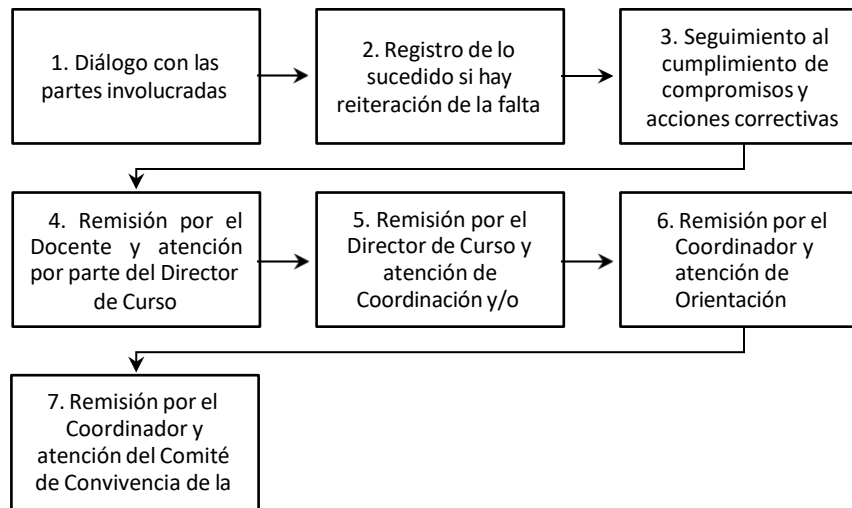 1. Diálogo con las
partes involucradas
2. Registro de lo
sucedido si hay
reiteración de la falta
3. Seguimiento al
cumplimiento de
compromisos y
acciones correctivas
4. Remisión por el
Docente y atención
por parte del Director
de Curso
5. Remisión por el
Director de Curso y
atención de
Coordinación y/o
6. Remisión por el
Coordinador y
atención de
Orientación
7. Remisión por el
Coordinador y
atención del Comité
de Convivencia de la